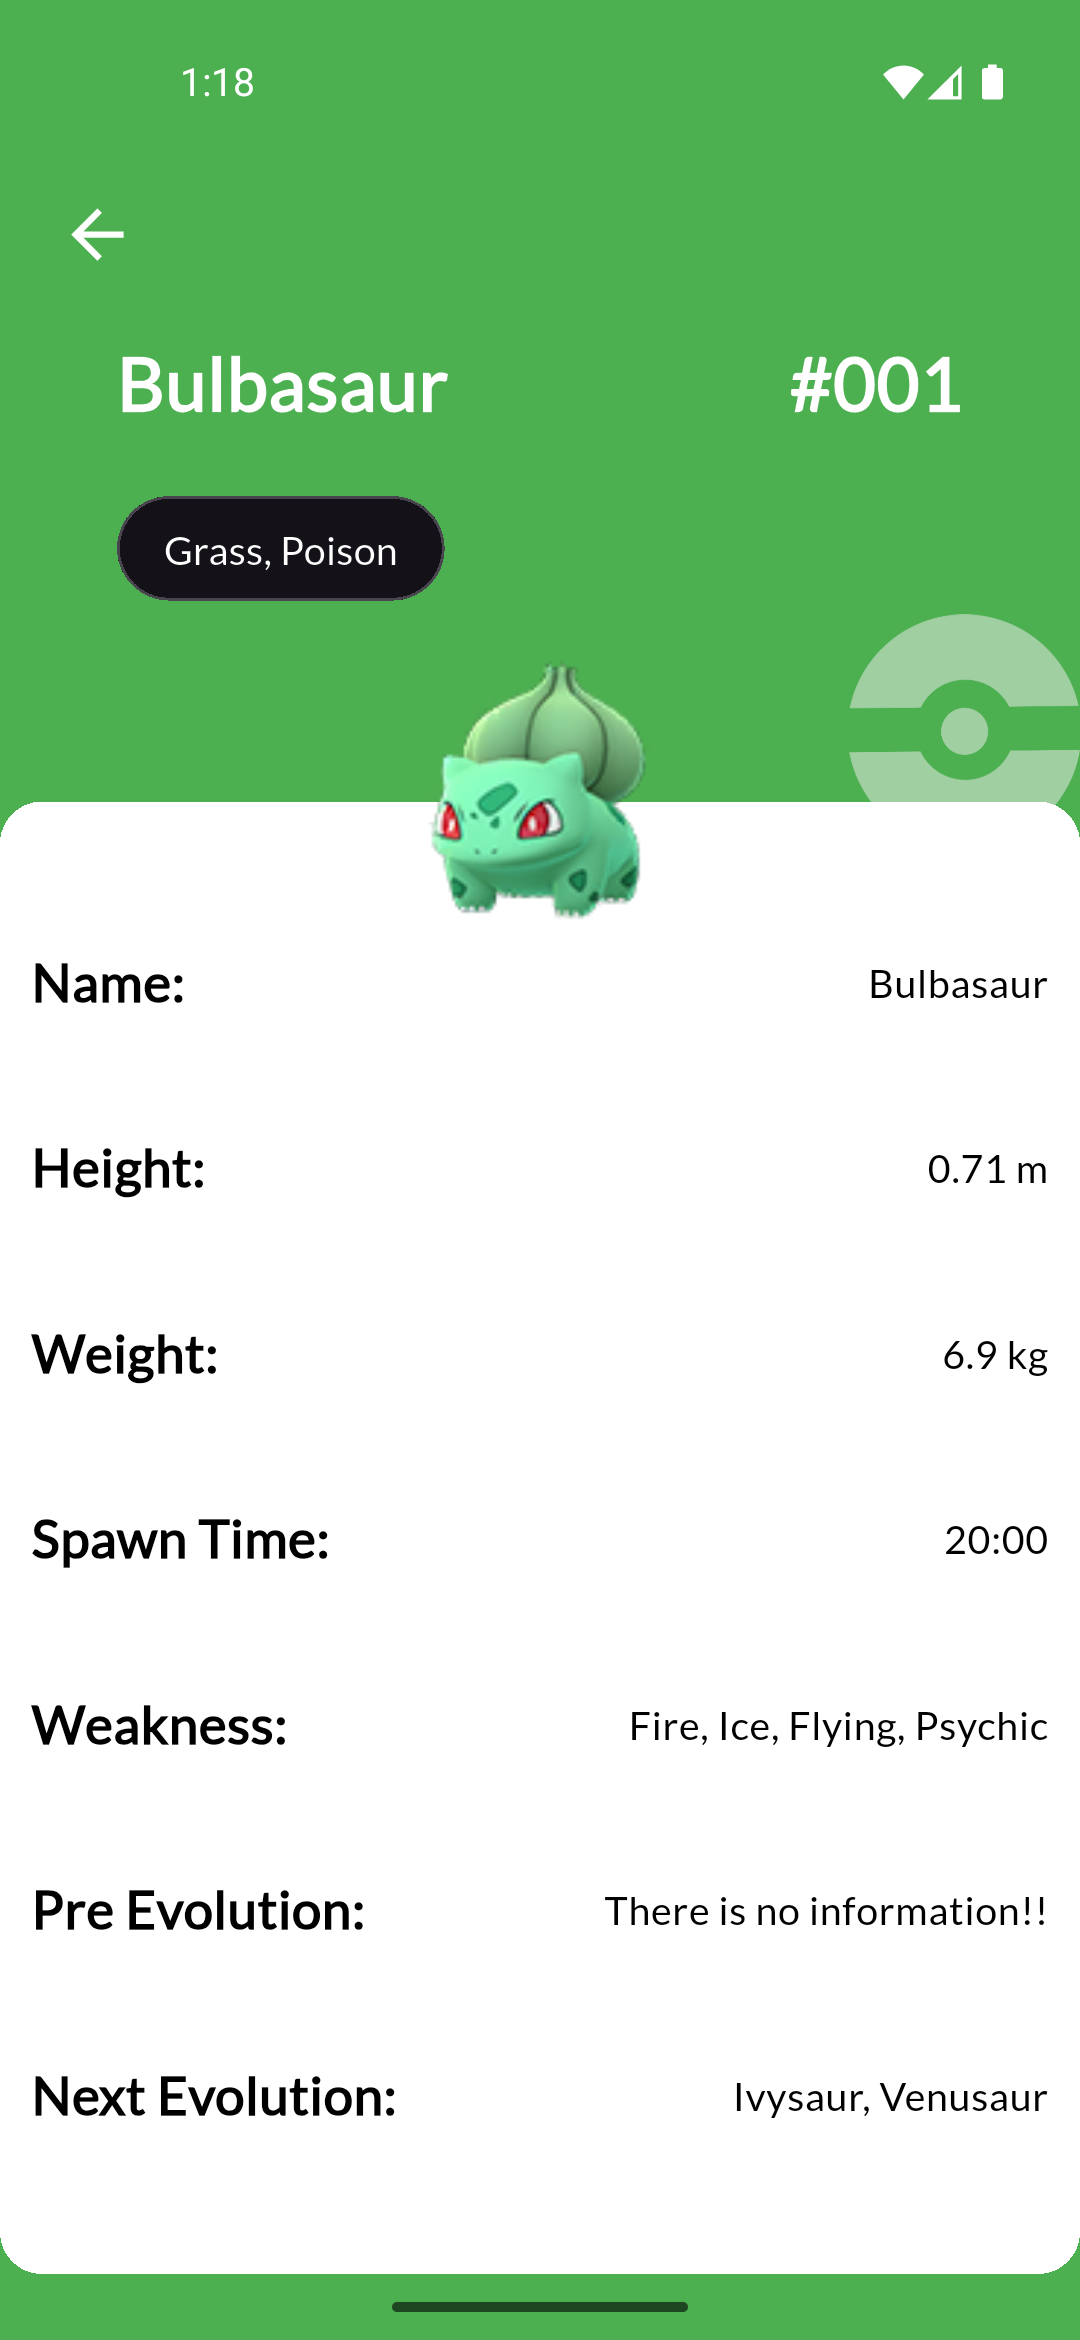 1:18
Bulbasaur #001
Grass, Poison
Name: Bulbasaur
Height: 0.71 m
Weight: 6.9 kg
Spawn Time: 20:00
Weakness: Fire, Ice, Flying, Psychic
Pre Evolution: There is no information!!
Next Evolution: Ivysaur, Venusaur